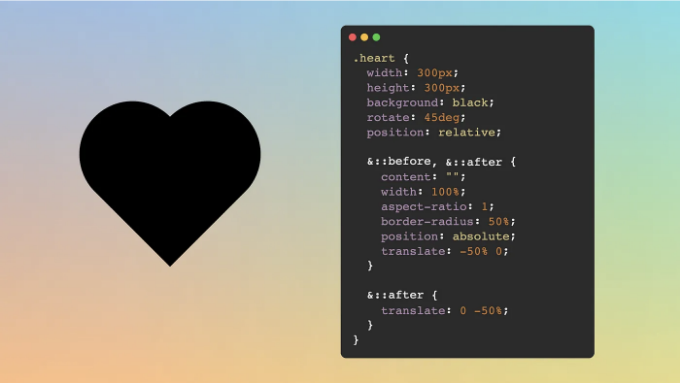 .heart {
  width: 300px;
  height: 300px;
  background: black;
  rotate: 45deg;
  position: relative;

  &::before, &::after {
    content: "";
    width: 100%;
    aspect-ratio: 1;
    border-radius: 50%;
    position: absolute;
    translate: -50% 0;
  }

  &::after {
    translate: 0 -50%;
  }
}